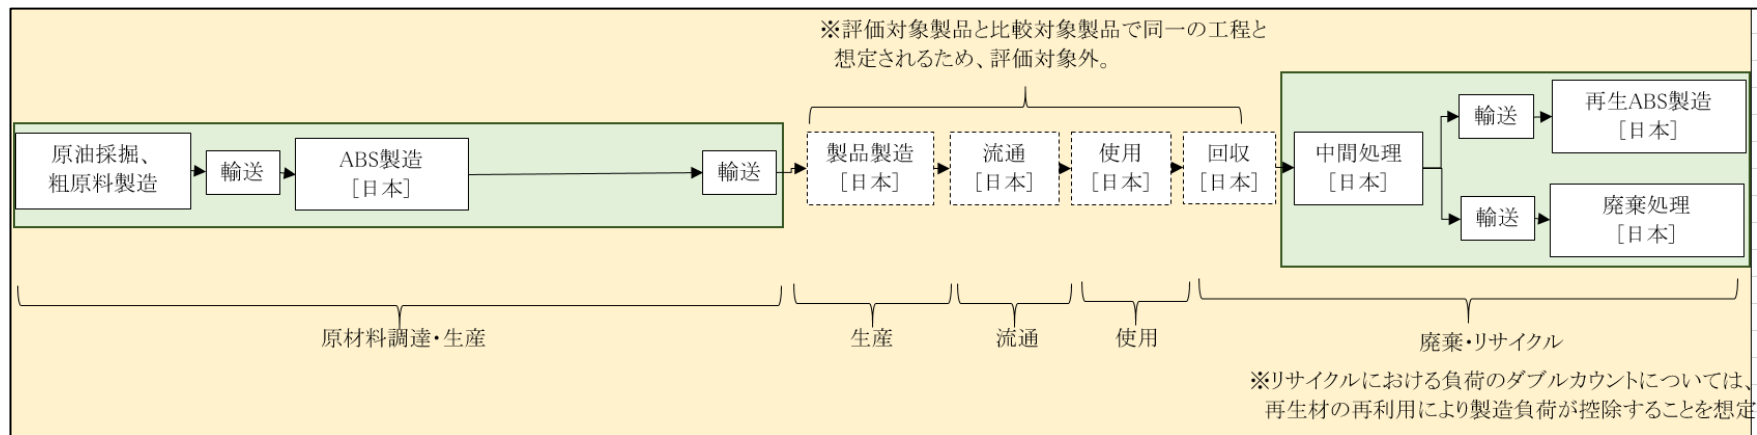 ※評価対象製品と比較対象製品で同一の工程と
想定されるため、評価対象外。
原油採掘、
粗原料製造
輸送
ABS製造
［日本］
輸送
製品製造
［日本］
流通
［日本］
使用
［日本］
回収
［日本］
中間処理
［日本］
輸送
再生ABS製造
［日本］
輸送
廃棄処理
［日本］
原材料調達・生産
生産
流通
使用
廃棄・リサイクル
※リサイクルにおける負荷のダブルカウントについては、
再生材の再利用により製造負荷が控除することを想定